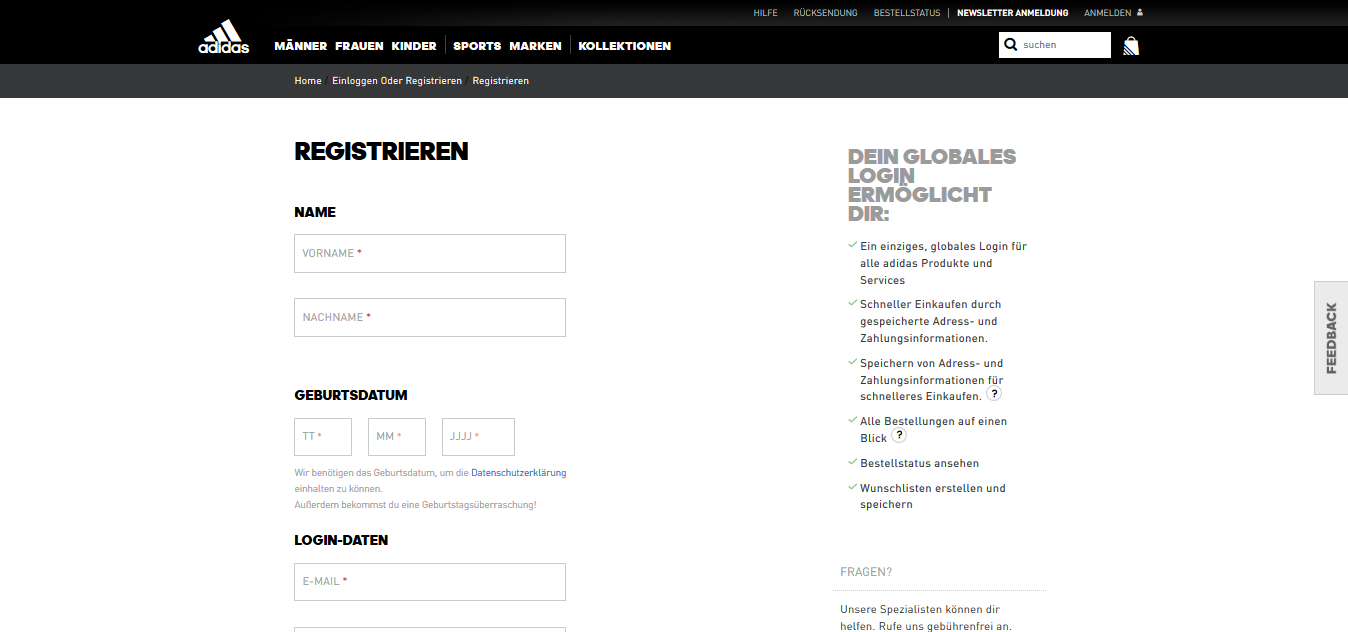 HILFE RÜCKSENDUNG BESTELLSTATUS | NEWSLETTER ANMELDUNG ANMELDEN
adidas
MÄNNER FRAUEN KINDER SPORTS MARKEN KOLLEKTIONEN
suchen
Home / Einloggen Oder Registrieren / Registrieren
REGISTRIEREN
NAME
VORNAME *
NACHNAME *
GEBURTSDATUM
TT * MM * JJJJ *
Wir benötigen das Geburtsdatum, um die Datenschutzerklärung
einhalten zu können.
Außerdem bekommst du eine Geburtstagsüberraschung!
LOGIN-DATEN
E-MAIL *
DEIN GLOBALES
LOGIN
ERMÖGLICHT
DIR:
Ein einziges, globales Login für
alle adidas Produkte und
Services
Schneller Einkaufen durch
gespeicherte Adress- und
Zahlungsinformationen.
Speichern von Adress- und
Zahlungsinformationen für
schnelleres Einkaufen. ?
Alle Bestellungen auf einen
Blick ?
Bestellstatus ansehen
Wunschlisten erstellen und
speichern
FRAGEN?
Unsere Spezialisten können dir
helfen. Rufe uns gebührenfrei an.
FEEDBACK